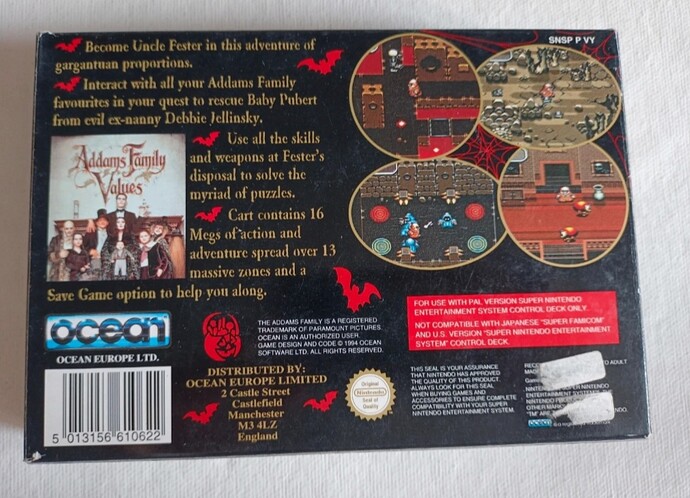 Become Uncle Fester in this adventure of
gargantuan proportions.
Interact with all your Addams Family
favourites in your quest to rescue Baby Pubert
from evil ex-nanny Debbie Jellinsky.
Addams Family
Values
Use all the skills
and weapons at Fester's
disposal to solve the
myriad of puzzles.
Cart contains 16
Megs of action and
adventure spread over 13
massive zones and a
Save Game option to help you along.
SNSP P VY
ocean
OCEAN EUROPE LTD.
5 013156 610622
THE ADDAMS FAMILY IS A REGISTERED
TRADEMARK OF PARAMOUNT PICTURES.
OCEAN IS AN AUTHORIZED USER.
GAME DESIGN AND CODE © 1994 OCEAN
SOFTWARE LTD. ALL RIGHTS RESERVED.
DISTRIBUTED BY:
OCEAN EUROPE LIMITED
2 Castle Street
Castlefield
Manchester
M3 4LZ
England
FOR USE WITH PAL VERSION SUPER NINTENDO
ENTERTAINMENT SYSTEM CONTROL DECK ONLY.
NOT COMPATIBLE WITH JAPANESE "SUPER FAMICOM"
AND U.S. VERSION "SUPER NINTENDO ENTERTAINMENT
SYSTEM" CONTROL DECK
Original
Nintendo
Seal of
Quality
THIS SEAL IS YOUR ASSURANCE
THAT NINTENDO HAS APPROVED
THE QUALITY OF THIS PRODUCT.
ALWAYS LOOK FOR THIS SEAL
WHEN BUYING GAMES AND
ACCESSORIES TO ENSURE COMPLETE
COMPATIBILITY WITH YOUR SUPER
NINTENDO ENTERTAINMENT SYSTEM.
ADULT
NINTENDO
ENTERTAINMENT
OTHER
ocean